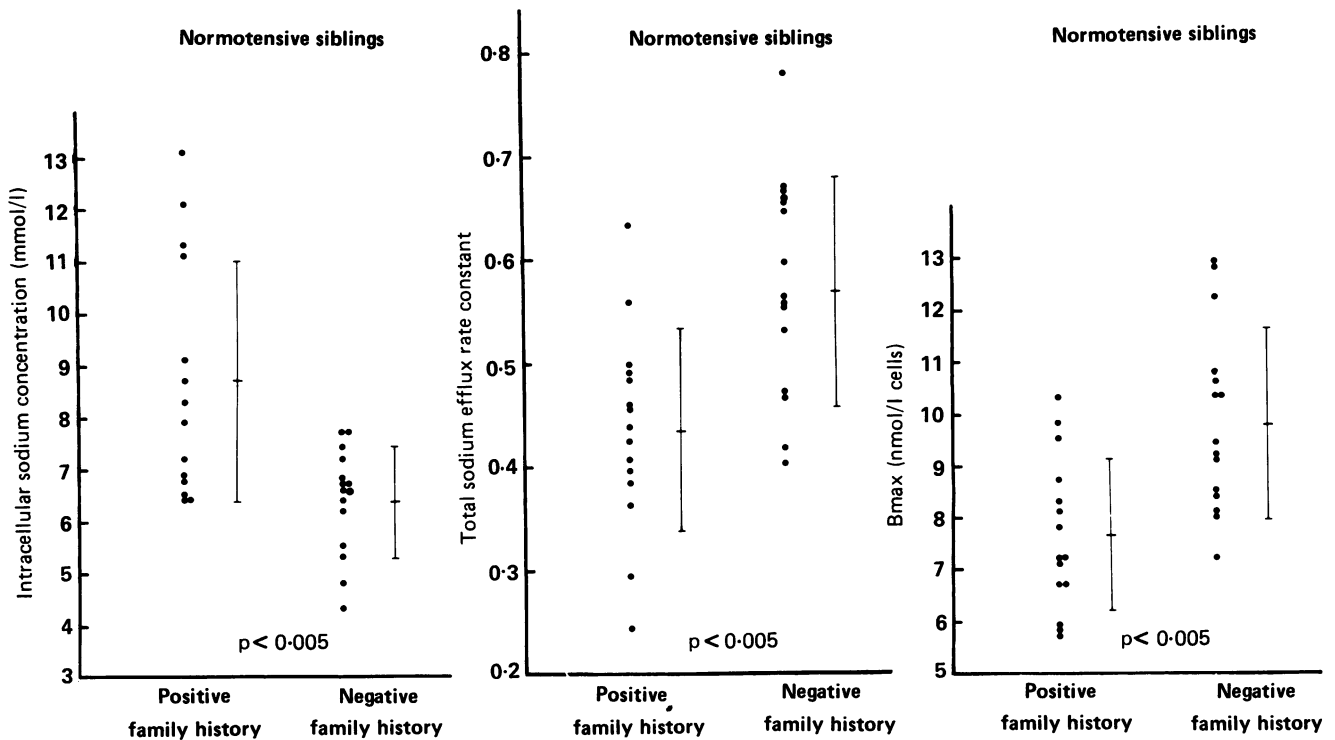 Normotensive siblings
Intracellular sodium concentration (mmol/l)
13
12
11
10
9
8
7
6
5
4
3
p< 0·005
Positive
family history
Negative
family history
Normotensive siblings
Total sodium efflux rate constant
0·8
0·7
0·6
0·5
0·4
0·3
0·2
p< 0·005
Positive
family history
Negative
family history
Normotensive siblings
Bmax (nmol/l cells)
13
12
11
10
9
8
7
6
5
p< 0·005
Positive
family history
Negative
family history